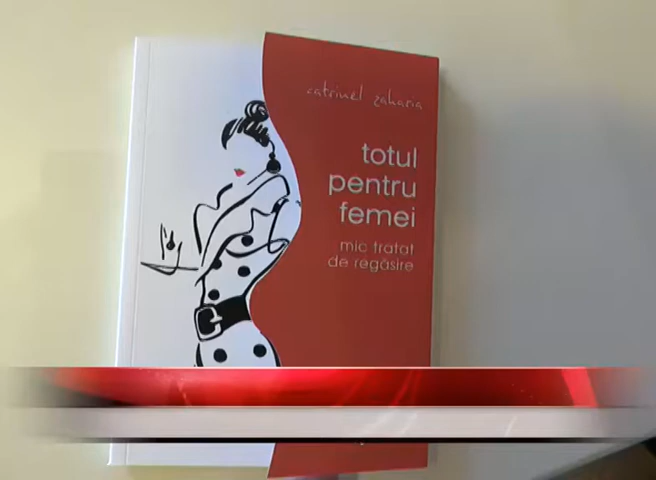 catrinel zaharia
totul
pentru
femei
mic tratat
de regăsire